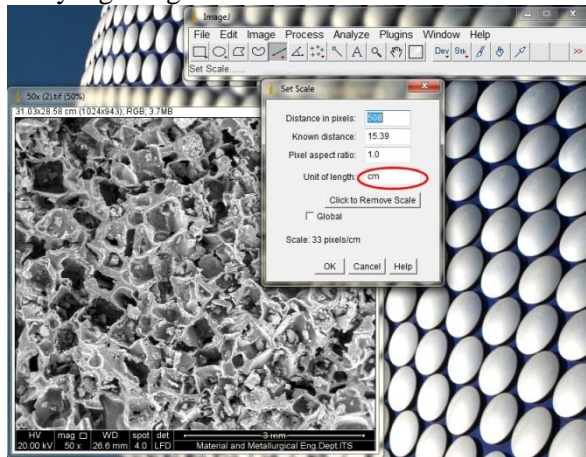 ImageJ
File Edit Image Process Analyze Plugins Window Help
A Dev Stk >>
Set Scale......
50x (2).tif (50%)
31.03x28.58 cm (1024x943); RGB; 3.7MB
Set Scale
Distance in pixels: 508
Known distance: 15.39
Pixel aspect ratio: 1.0
Unit of length: cm
Click to Remove Scale
Global
Scale: 33 pixels/cm
OK Cancel Help
HV mag WD spot det 3 mm
20.00 kV 50 x 26.6 mm 4.0 LFD Material and Metallurgical Eng.Dept.ITS